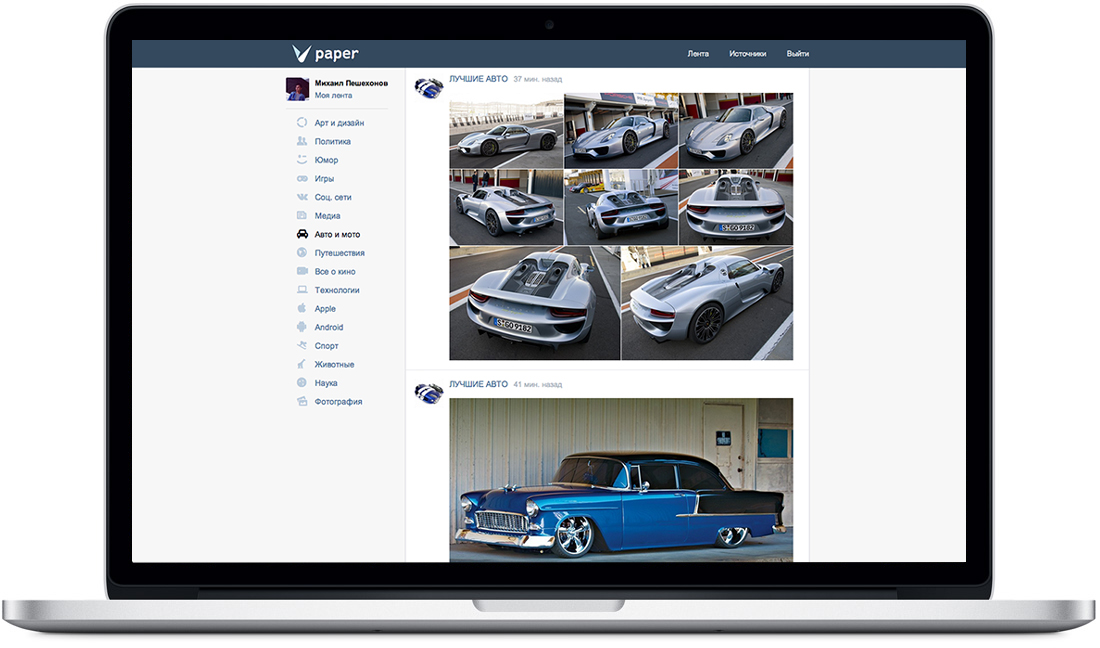 paper
Лента Источники Выйти
Михаил Пешехонов
Моя лента
Арт и дизайн
Политика
Юмор
Игры
Соц. сети
Медиа
Авто и мото
Путешествия
Все о кино
Технологии
Apple
Android
Спорт
Животные
Наука
Фотография
ЛУЧШИЕ АВТО 37 мин. назад
S GO 9182
S GO 9182
ЛУЧШИЕ АВТО 41 мин. назад